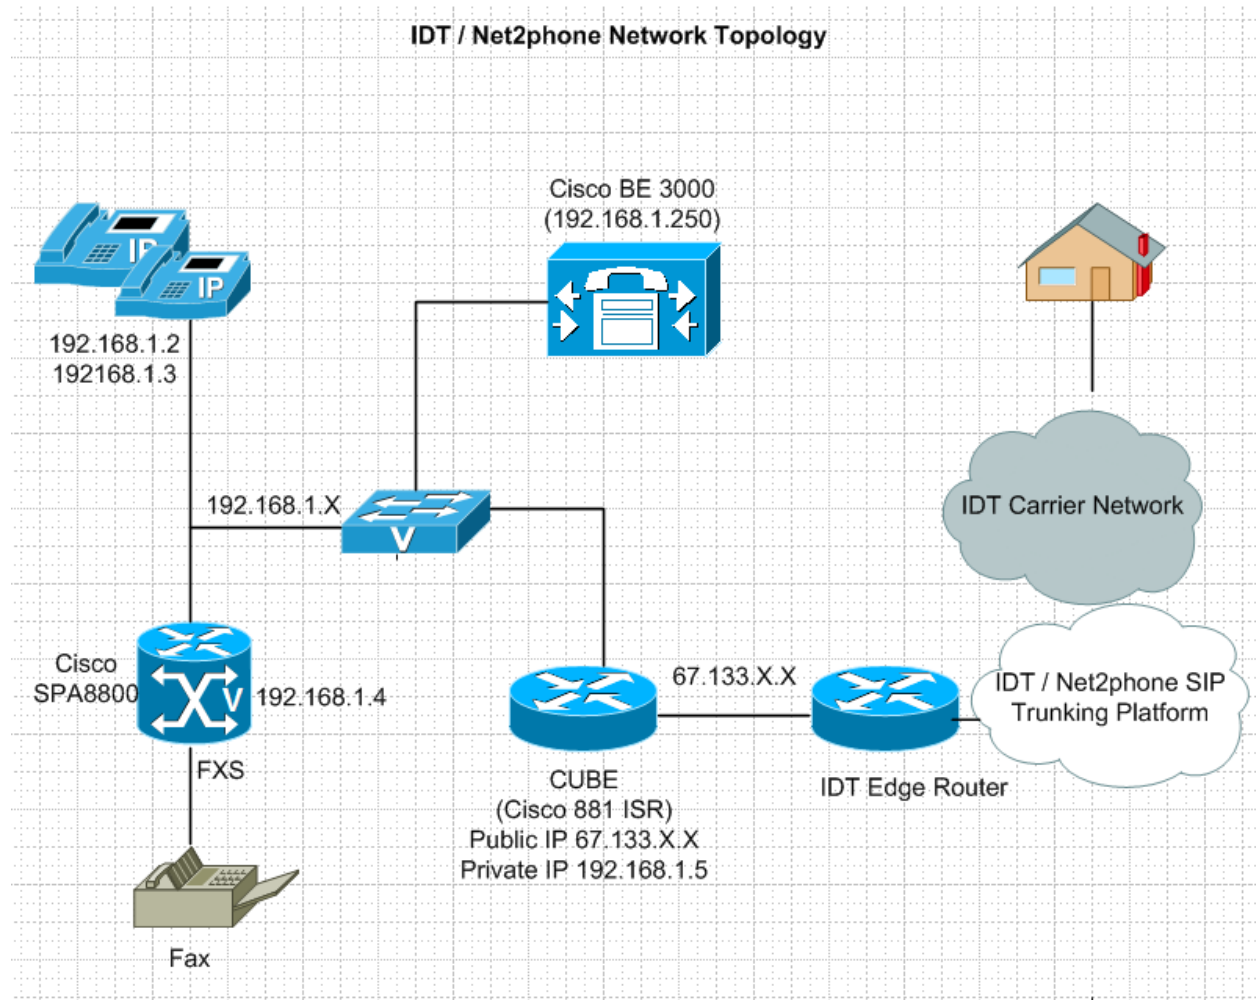 IDT / Net2phone Network Topology
Cisco BE 3000
(192.168.1.250)
IP
IP
192.168.1.2
192168.1.3
192.168.1.X
V
IDT Carrier Network
Cisco
SPA8800
V
192.168.1.4
FXS
67.133.X.X
IDT / Net2phone SIP
Trunking Platform
CUBE
(Cisco 881 ISR)
Public IP 67.133.X.X
Private IP 192.168.1.5
IDT Edge Router
Fax